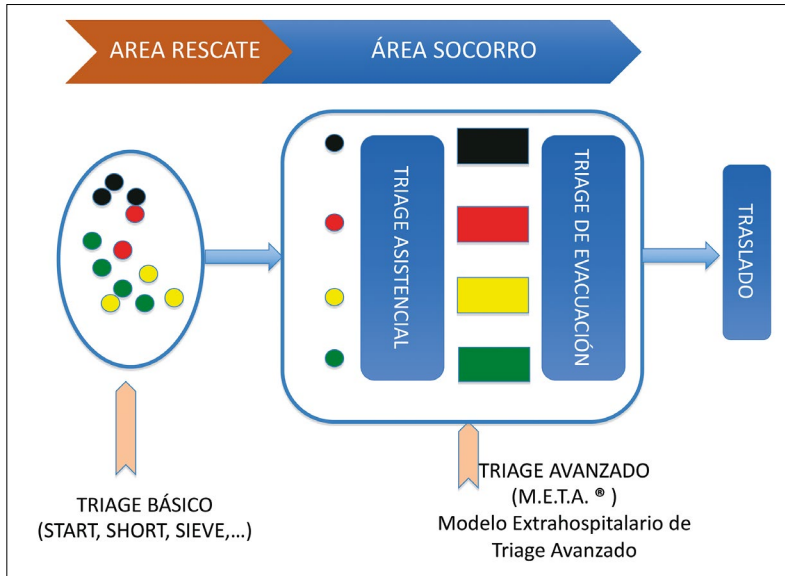 AREA RESCATE
ÁREA SOCORRO
TRIAGE ASISTENCIAL
TRIAGE DE EVACUACIÓN
TRASLADO
TRIAGE BÁSICO
(START, SHORT, SIEVE,...)
TRIAGE AVANZADO
(M.E.T.A. ® )
Modelo Extrahospitalario de
Triage Avanzado